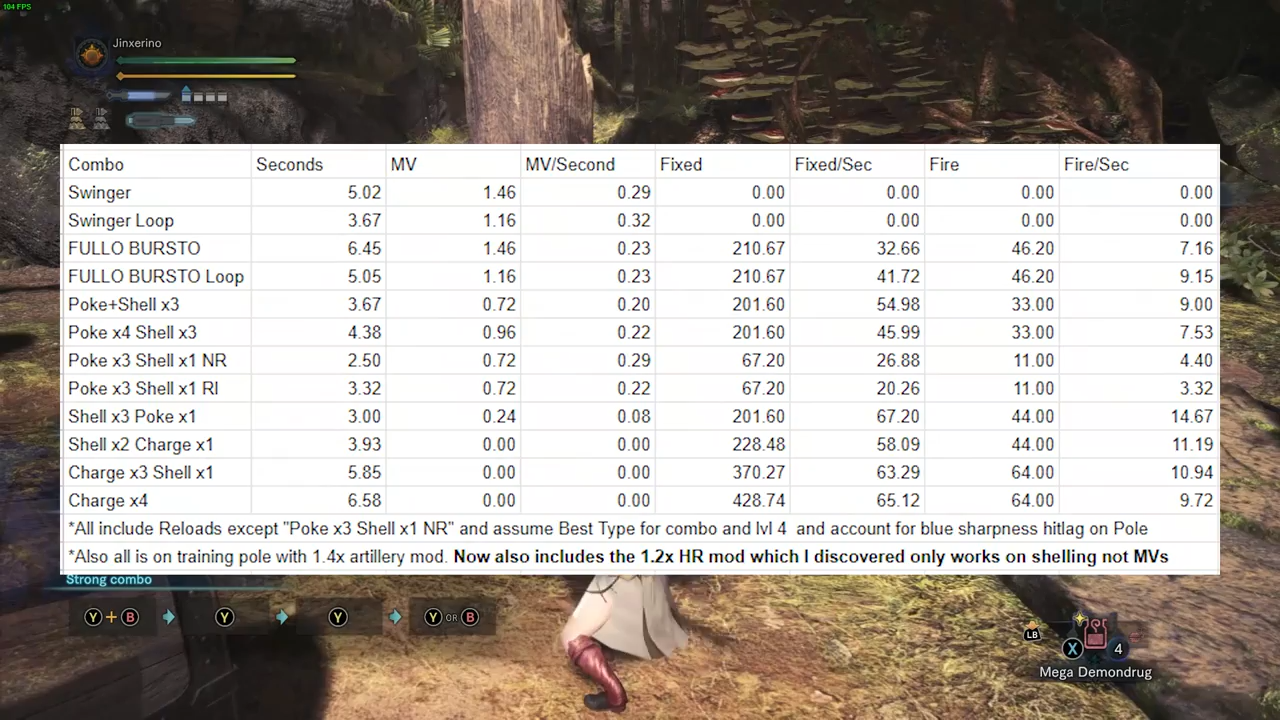 104 FPS
Jinxerino
Combo Seconds MV MV/Second Fixed Fixed/Sec Fire Fire/Sec
Swinger 5.02 1.46 0.29 0.00 0.00 0.00 0.00
Swinger Loop 3.67 1.16 0.32 0.00 0.00 0.00 0.00
FULLO BURSTO 6.45 1.46 0.23 210.67 32.66 46.20 7.16
FULLO BURSTO Loop 5.05 1.16 0.23 210.67 41.72 46.20 9.15
Poke+Shell x3 3.67 0.72 0.20 201.60 54.98 33.00 9.00
Poke x4 Shell x3 4.38 0.96 0.22 201.60 45.99 33.00 7.53
Poke x3 Shell x1 NR 2.50 0.72 0.29 67.20 26.88 11.00 4.40
Poke x3 Shell x1 RI 3.32 0.72 0.22 67.20 20.26 11.00 3.32
Shell x3 Poke x1 3.00 0.24 0.08 201.60 67.20 44.00 14.67
Shell x2 Charge x1 3.93 0.00 0.00 228.48 58.09 44.00 11.19
Charge x3 Shell x1 5.85 0.00 0.00 370.27 63.29 64.00 10.94
Charge x4 6.58 0.00 0.00 428.74 65.12 64.00 9.72
*All include Reloads except "Poke x3 Shell x1 NR" and assume Best Type for combo and lvl 4 and account for blue sharpness hitlag on Pole
*Also all is on training pole with 1.4x artillery mod. Now also includes the 1.2x HR mod which I discovered only works on shelling not MVs
Strong combo
Y + B Y Y Y OR B
LB
X 4
Mega Demondrug